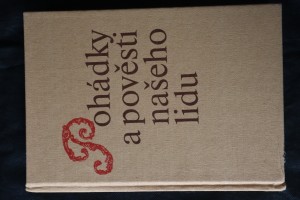 Pohádky
a pověsti
našeho
lidu